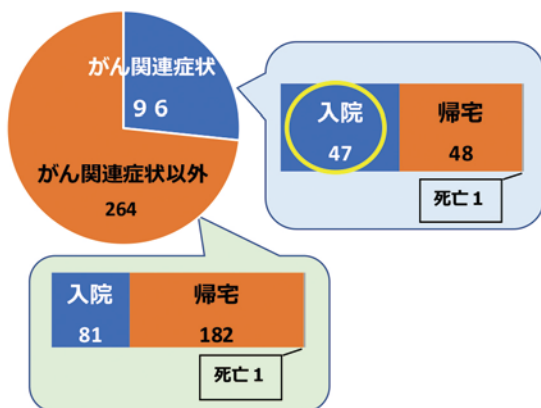 がん関連症状
９６
がん関連症状以外
264
入院
47
帰宅
48
死亡１
入院
81
帰宅
182
死亡１